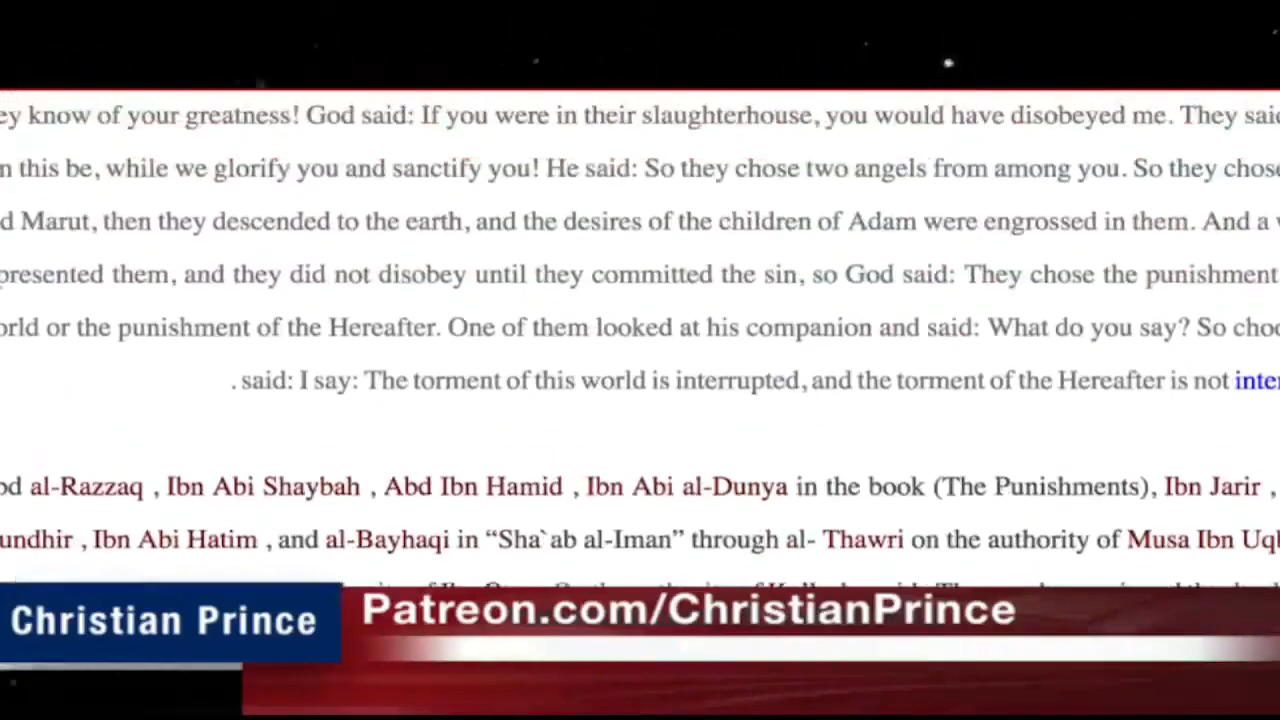 know of your greatness! God said: If you were in their slaughterhouse, you would have disobeyed me. They
this be, while we glorify you and sanctify you! He said: So they chose two angels from among you. So they chose
Marut, then they descended to the earth, and the desires of the children of Adam were engrossed in them. And a
presented them, and they did not disobey until they committed the sin, so God said: They chose the punishment
or the punishment of the Hereafter. One of them looked at his companion and said: What do you say? So
. said: I say: The torment of this world is interrupted, and the torment of the Hereafter is not
al-Razzaq , Ibn Abi Shaybah , Abd Ibn Hamid , Ibn Abi al-Dunya in the book (The Punishments), Ibn Jarir ,
, Ibn Abi Hatim , and al-Bayhaqi in “Sha`ab al-Iman” through al- Thawri on the authority of Musa Ibn
Christian Prince
Patreon.com/ChristianPrince